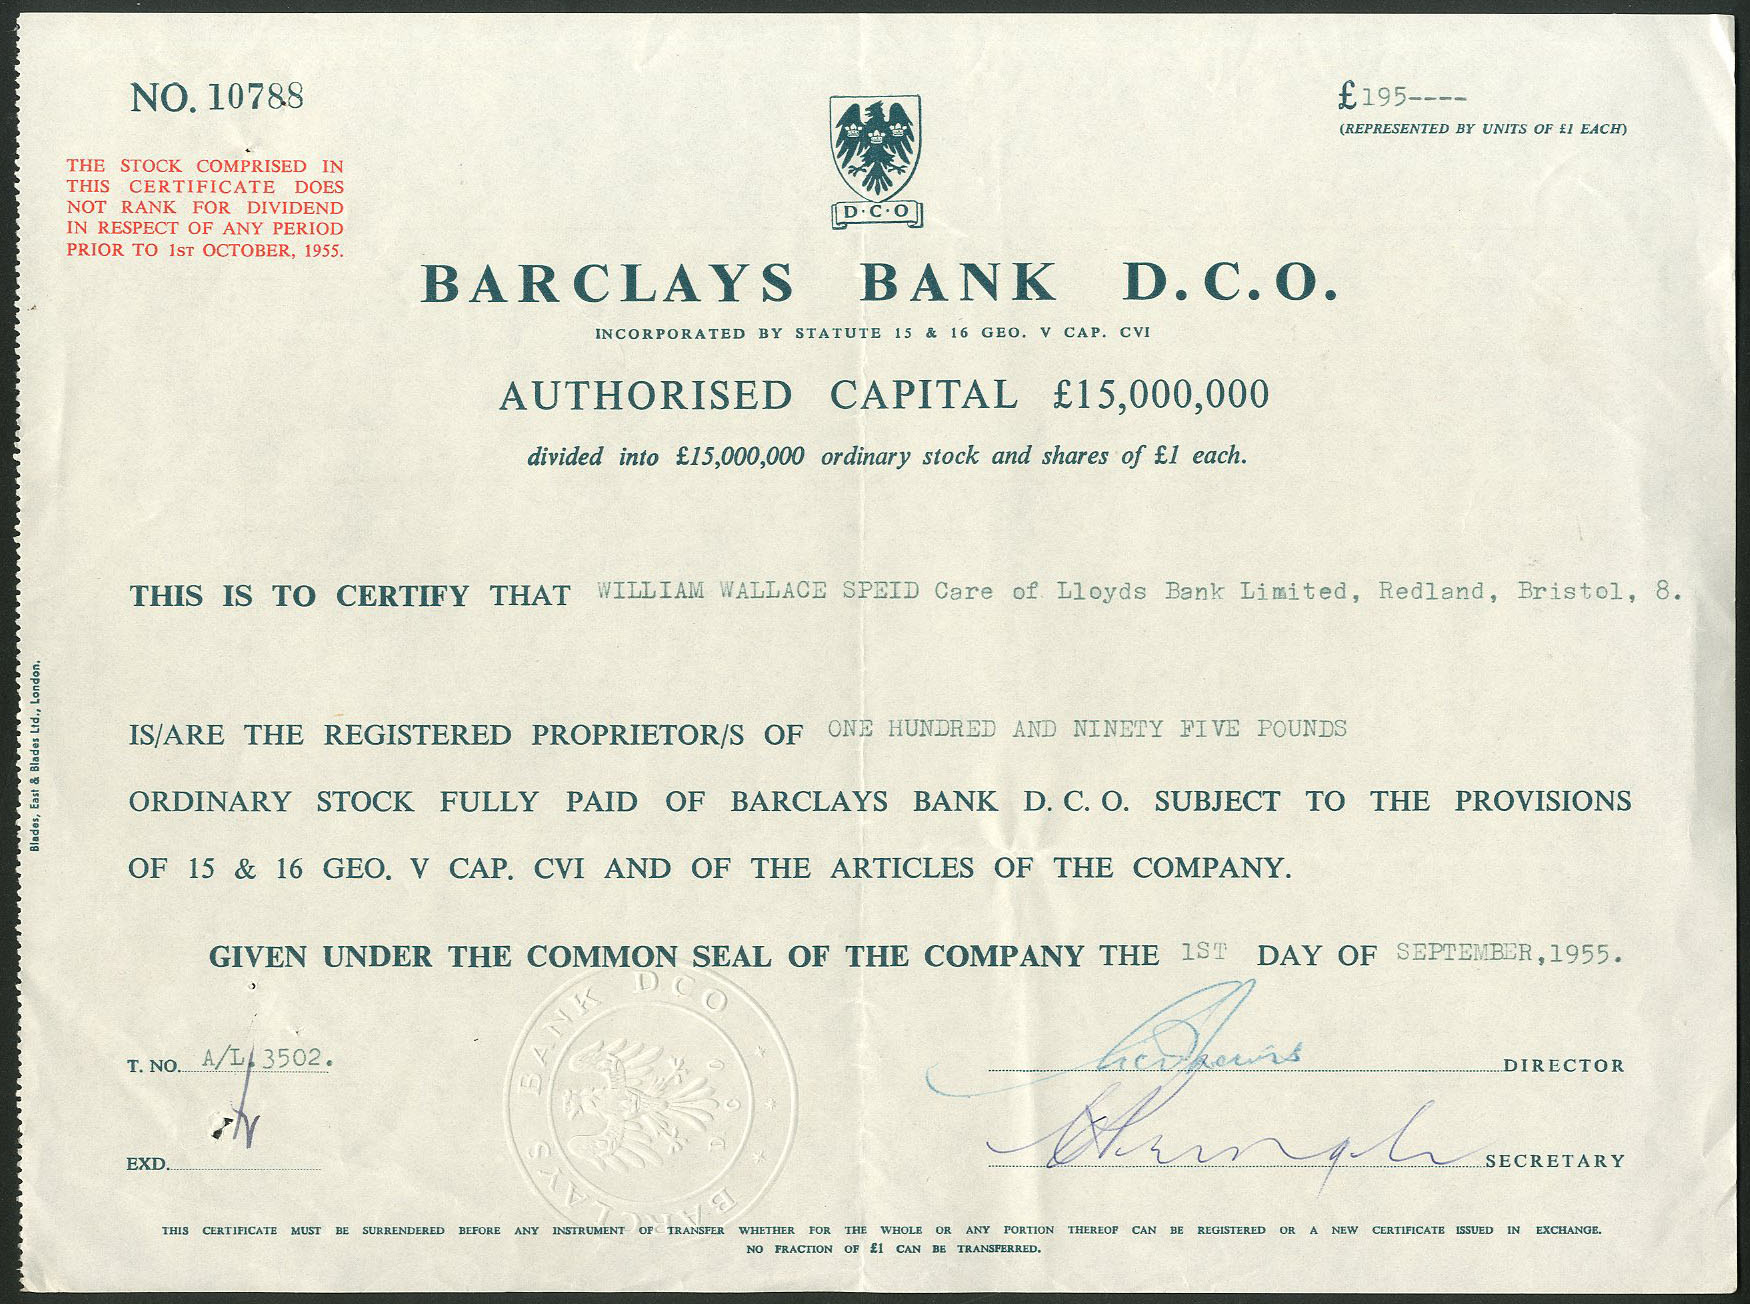 NO. 10788
£195----
(REPRESENTED BY UNITS OF £1 EACH)
THE STOCK COMPRISED IN
THIS CERTIFICATE DOES
NOT RANK FOR DIVIDEND
IN RESPECT OF ANY PERIOD
PRIOR TO 1ST OCTOBER, 1955.
D·C·O
BARCLAYS BANK D.C.O.
INCORPORATED BY STATUTE 15 & 16 GEO. V CAP. CVI
AUTHORISED CAPITAL £15,000,000
divided into £15,000,000 ordinary stock and shares of £1 each.
THIS IS TO CERTIFY THAT WILLIAM WALLACE SPEID Care of Lloyds Bank Limited, Redland, Bristol, 8.
Blades, East & Blades Ltd., London.
IS/ARE THE REGISTERED PROPRIETOR/S OF ONE HUNDRED AND NINETY FIVE POUNDS
ORDINARY STOCK FULLY PAID OF BARCLAYS BANK D. C. O. SUBJECT TO THE PROVISIONS
OF 15 & 16 GEO. V CAP. CVI AND OF THE ARTICLES OF THE COMPANY.
GIVEN UNDER THE COMMON SEAL OF THE COMPANY THE 1ST DAY OF SEPTEMBER,1955.
BARCLAYS BANK DCO
T. NO. A/L.3502.
DIRECTOR
EXD.
SECRETARY
THIS CERTIFICATE MUST BE SURRENDERED BEFORE ANY INSTRUMENT OF TRANSFER WHETHER FOR THE WHOLE OR ANY PORTION THEREOF CAN BE REGISTERED OR A NEW CERTIFICATE ISSUED IN EXCHANGE.
NO FRACTION OF £1 CAN BE TRANSFERRED.